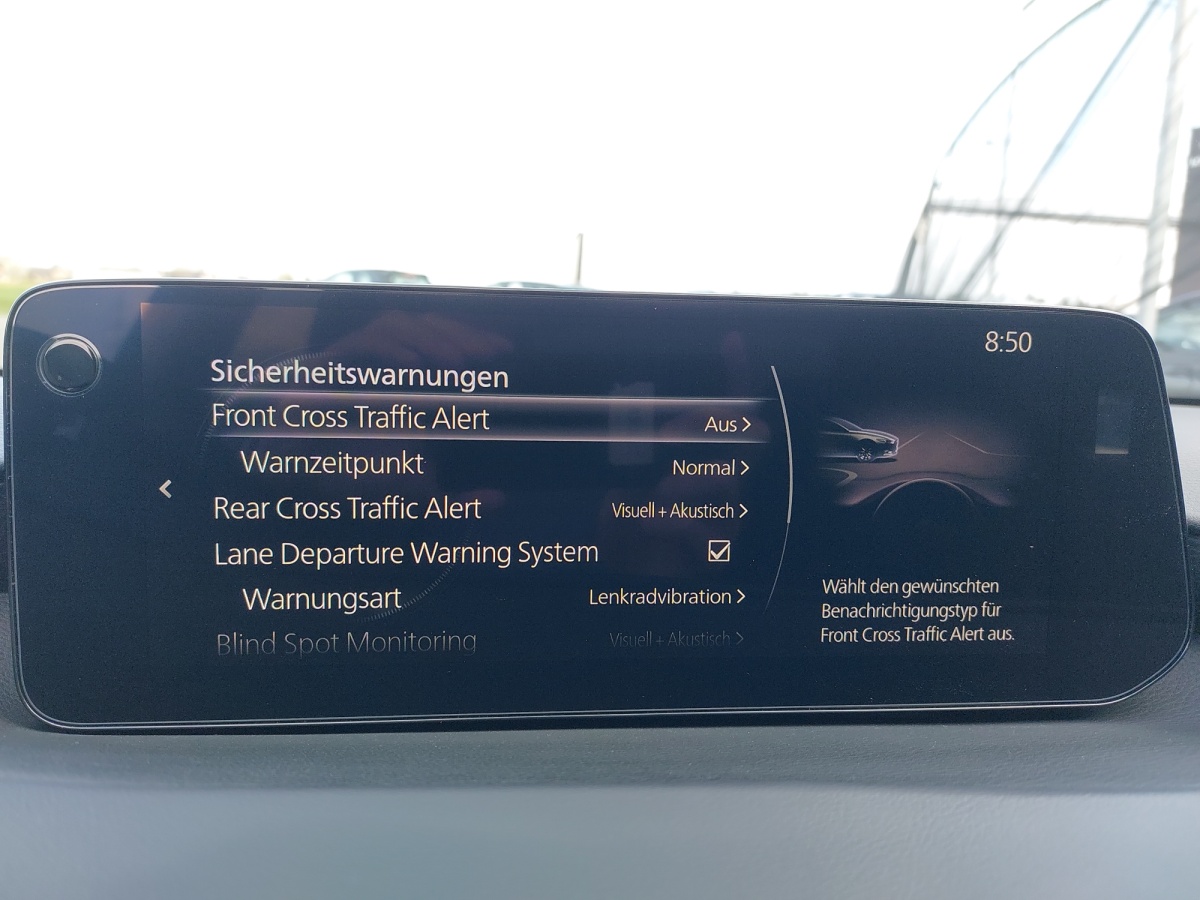 8:50
Sicherheitswarnungen
Front Cross Traffic Alert Aus >
Warnzeitpunkt Normal >
< Rear Cross Traffic Alert Visuell + Akustisch >
Lane Departure Warning System ☑
Warnungsart Lenkradvibration >
Blind Spot Monitoring Visuell + Akustisch >
Wählt den gewünschten
Benachrichtigungstyp für
Front Cross Traffic Alert aus.